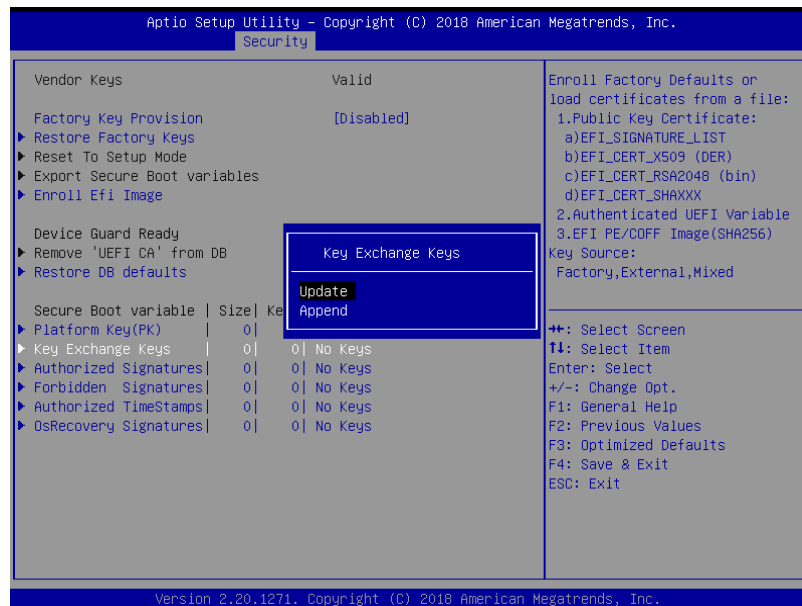 Aptio Setup Utility – Copyright (C) 2018 American Megatrends, Inc.
Security
Vendor Keys Valid
Factory Key Provision [Disabled]
Restore Factory Keys
Reset To Setup Mode
Export Secure Boot variables
Enroll Efi Image
Device Guard Ready
Remove 'UEFI CA' from DB
Restore DB defaults
Secure Boot variable | Size| Ke
Platform Key(PK) | 0|
Key Exchange Keys | 0| 0| No Keys
Authorized Signatures| 0| 0| No Keys
Forbidden Signatures| 0| 0| No Keys
Authorized TimeStamps| 0| 0| No Keys
OsRecovery Signatures| 0| 0| No Keys
Key Exchange Keys
Update
Append
Enroll Factory Defaults or
load certificates from a file:
1.Public Key Certificate:
a)EFI_SIGNATURE_LIST
b)EFI_CERT_X509 (DER)
c)EFI_CERT_RSA2048 (bin)
d)EFI_CERT_SHAXXX
2.Authenticated UEFI Variable
3.EFI PE/COFF Image(SHA256)
Key Source:
Factory,External,Mixed
→←: Select Screen
↑↓: Select Item
Enter: Select
+/-: Change Opt.
F1: General Help
F2: Previous Values
F3: Optimized Defaults
F4: Save & Exit
ESC: Exit
Version 2.20.1271. Copyright (C) 2018 American Megatrends, Inc.